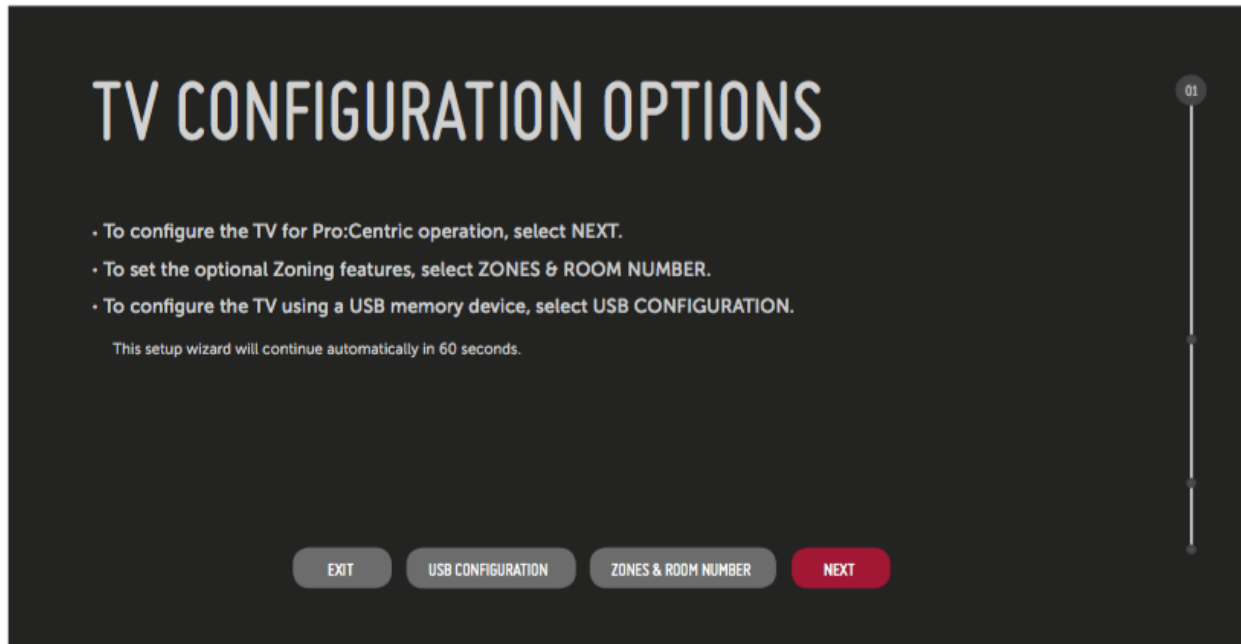 TV CONFIGURATION OPTIONS
01
• To configure the TV for Pro:Centric operation, select NEXT.
• To set the optional Zoning features, select ZONES & ROOM NUMBER.
• To configure the TV using a USB memory device, select USB CONFIGURATION.
This setup wizard will continue automatically in 60 seconds.
EXIT USB CONFIGURATION ZONES & ROOM NUMBER NEXT